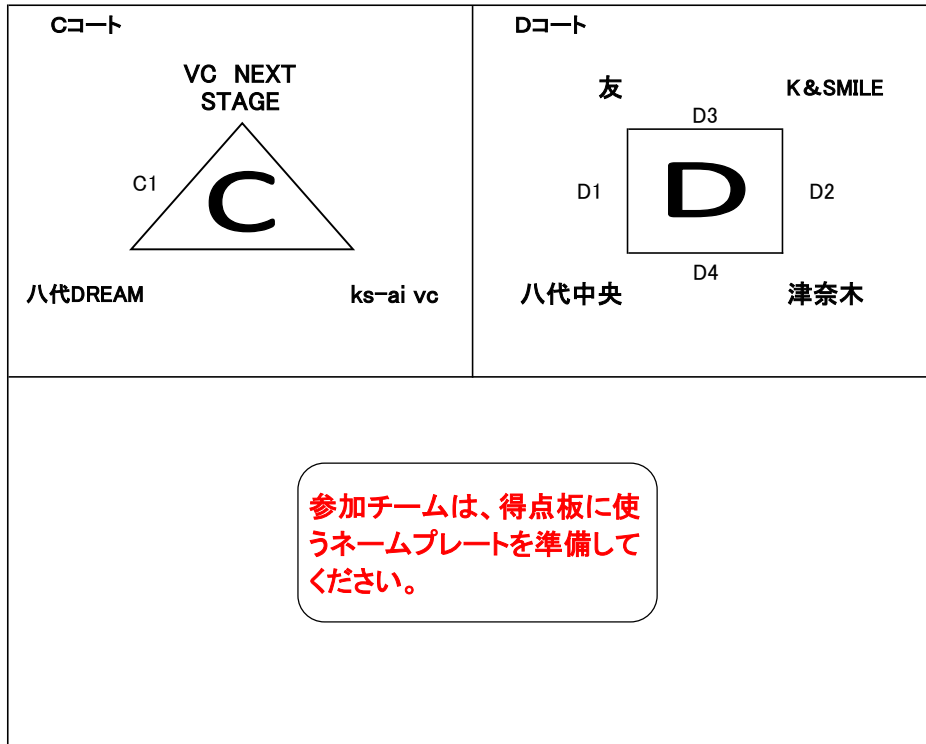 Cコート
VC NEXT
STAGE
C1
C
八代DREAM
ks-ai vc
Dコート
友
K&SMILE
D3
D1
D
D2
D4
八代中央
津奈木
参加チームは、得点板に使
うネームプレートを準備して
ください。